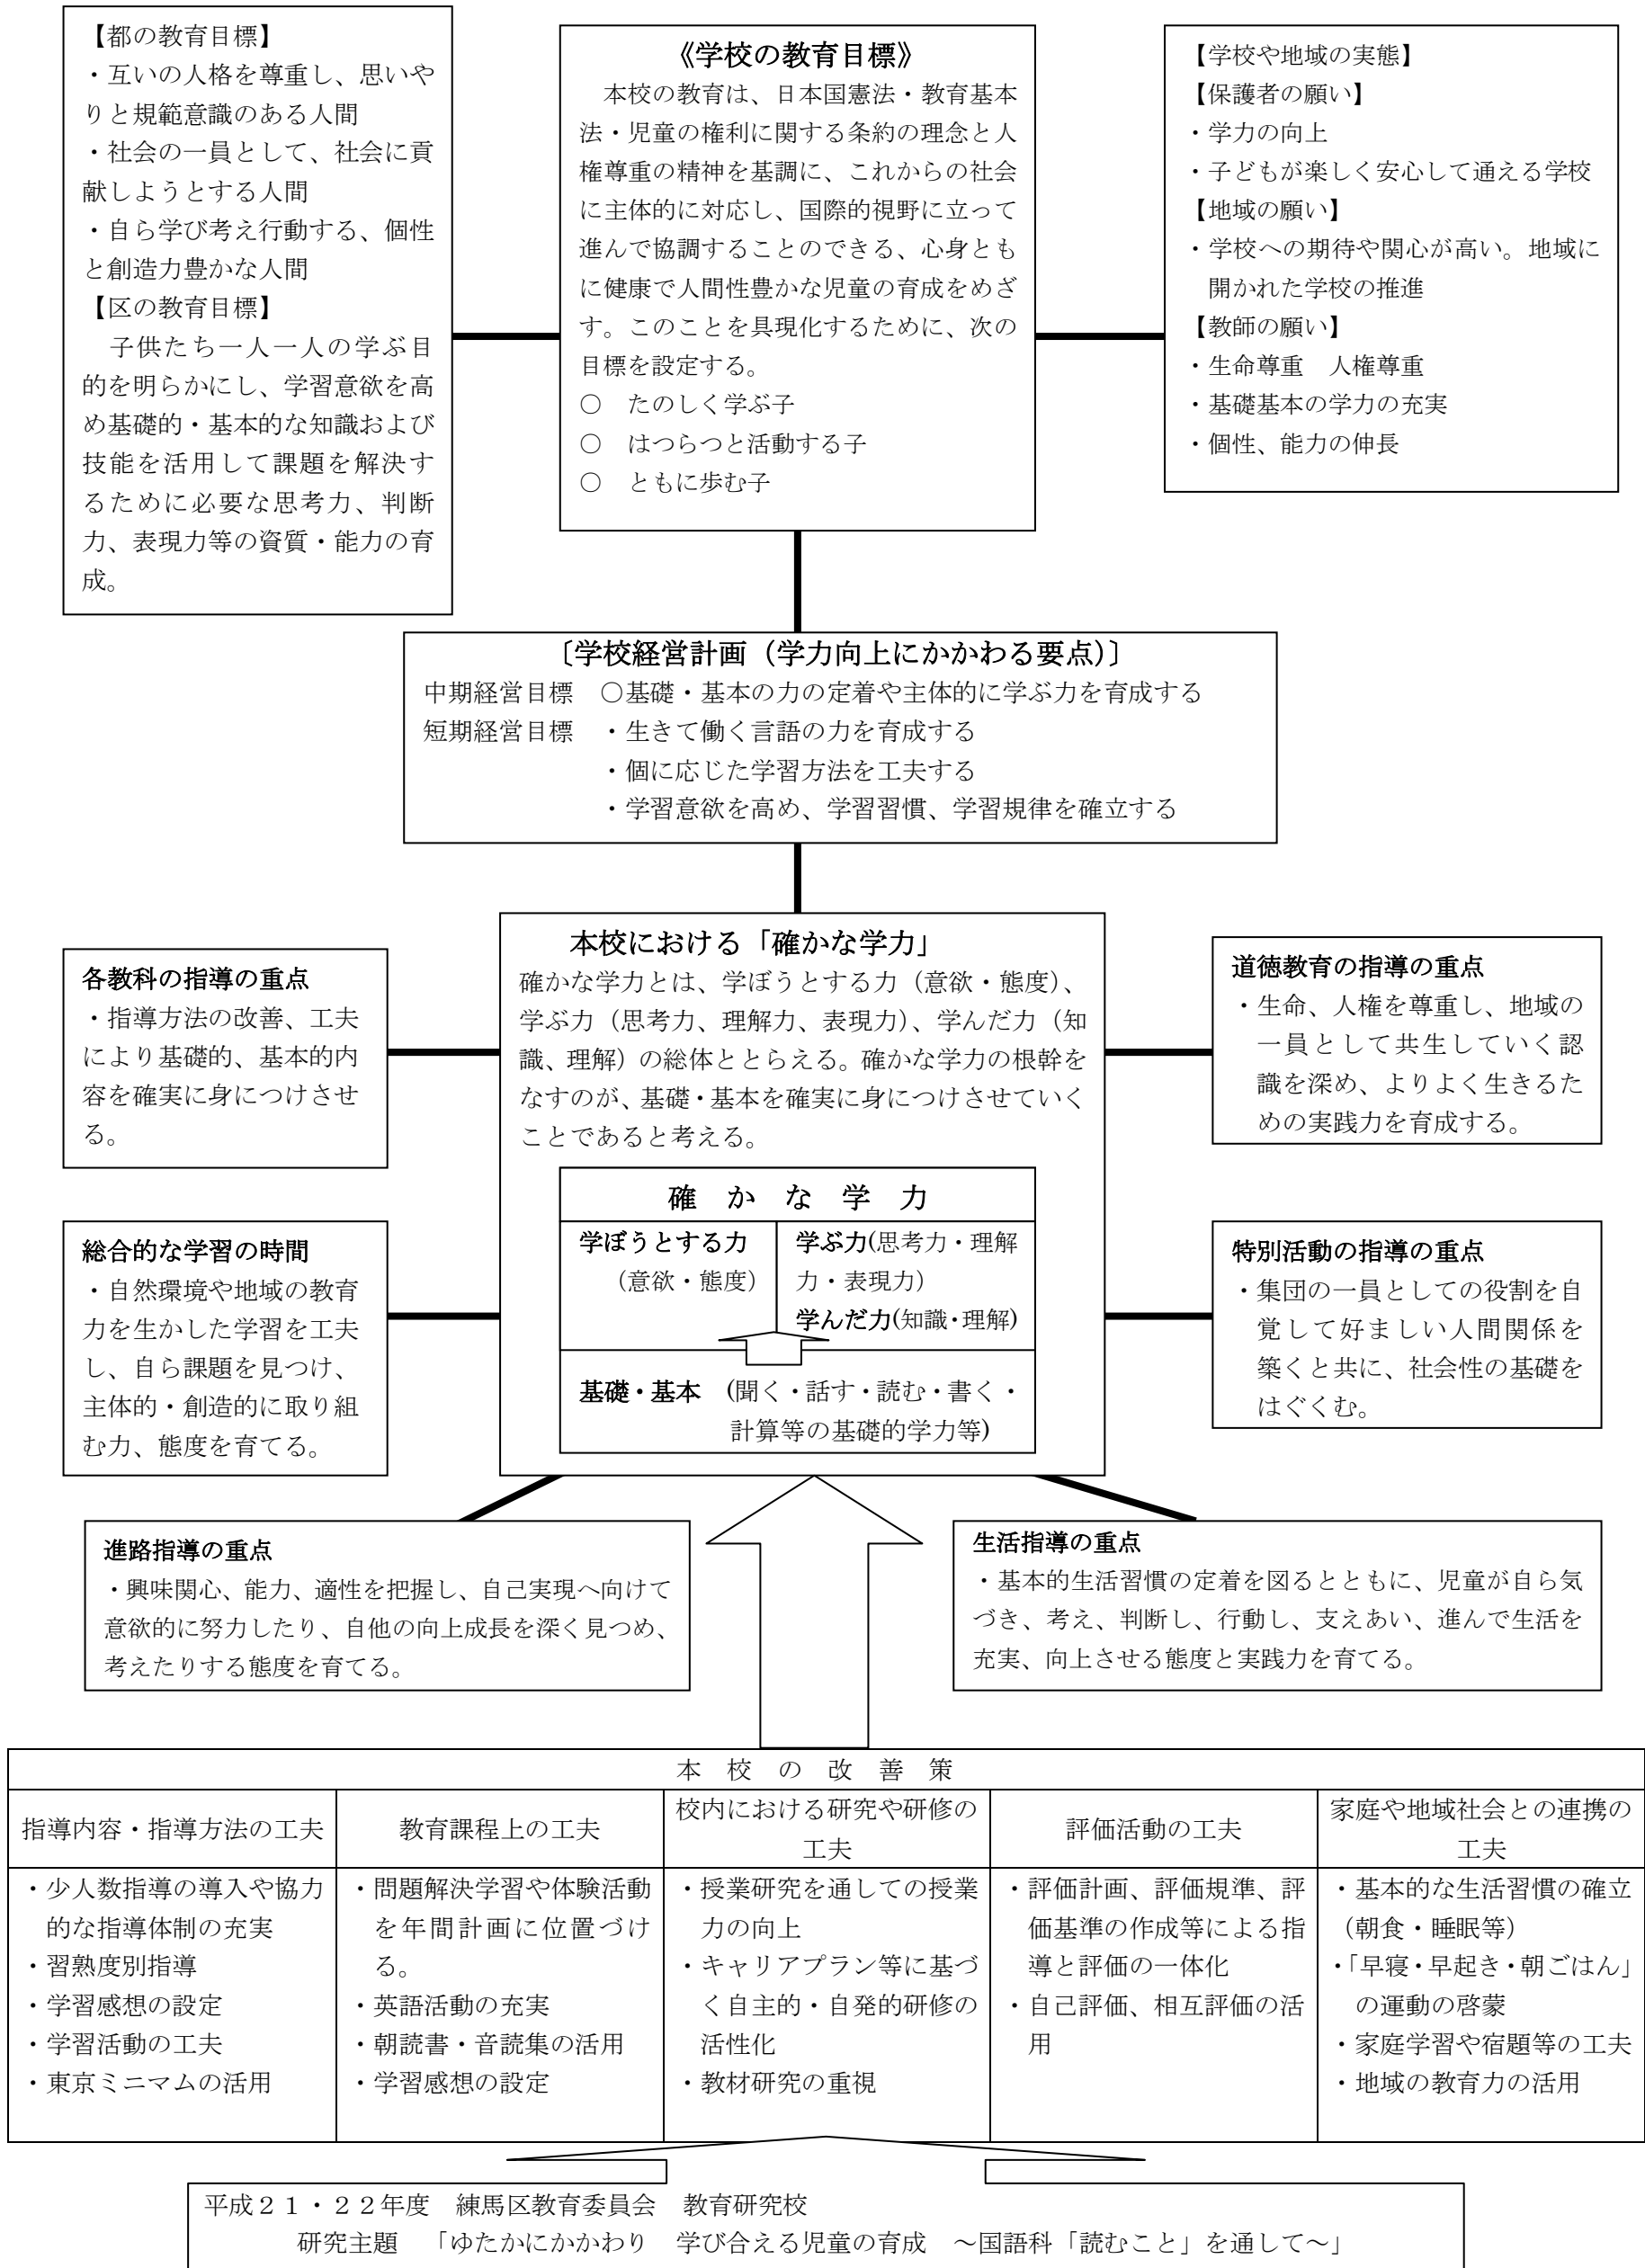 【都の教育目標】
・互いの人格を尊重し、思いや
りと規範意識のある人間
・社会の一員として、社会に貢
献しようとする人間
・自ら学び考え行動する、個性
と創造力豊かな人間
【区の教育目標】
　子供たち一人一人の学ぶ目
的を明らかにし、学習意欲を高
め基礎的・基本的な知識および
技能を活用して課題を解決す
るために必要な思考力、判断
力、表現力等の資質・能力の育
成。
《学校の教育目標》
　本校の教育は、日本国憲法・教育基本
法・児童の権利に関する条約の理念と人
権尊重の精神を基調に、これからの社会
に主体的に対応し、国際的視野に立って
進んで協調することのできる、心身とも
に健康で人間性豊かな児童の育成をめざ
す。このことを具現化するために、次の
目標を設定する。
○　たのしく学ぶ子
○　はつらつと活動する子
○　ともに歩む子
【学校や地域の実態】
【保護者の願い】
・学力の向上
・子どもが楽しく安心して通える学校
【地域の願い】
・学校への期待や関心が高い。地域に
開かれた学校の推進
【教師の願い】
・生命尊重　人権尊重
・基礎基本の学力の充実
・個性、能力の伸長
〔学校経営計画（学力向上にかかわる要点）〕
中期経営目標　○基礎・基本の力の定着や主体的に学ぶ力を育成する
短期経営目標　・生きて働く言語の力を育成する
・個に応じた学習方法を工夫する
・学習意欲を高め、学習習慣、学習規律を確立する
本校における「確かな学力」
確かな学力とは、学ぼうとする力（意欲・態度）、
学ぶ力（思考力、理解力、表現力）、学んだ力（知
識、理解）の総体ととらえる。確かな学力の根幹を
なすのが、基礎・基本を確実に身につけさせていく
ことであると考える。
確　か　な　学　力
学ぼうとする力
（意欲・態度）
学ぶ力(思考力・理解
力・表現力）
学んだ力(知識・理解)
基礎・基本　(聞く・話す・読む・書く・
計算等の基礎的学力等)
各教科の指導の重点
・指導方法の改善、工夫
により基礎的、基本的内
容を確実に身につけさせ
る。
総合的な学習の時間
・自然環境や地域の教育
力を生かした学習を工夫
し、自ら課題を見つけ、
主体的・創造的に取り組
む力、態度を育てる。
道徳教育の指導の重点
・生命、人権を尊重し、地域の
一員として共生していく認
識を深め、よりよく生きるた
めの実践力を育成する。
特別活動の指導の重点
・集団の一員としての役割を自
覚して好ましい人間関係を
築くと共に、社会性の基礎を
はぐくむ。
進路指導の重点
・興味関心、能力、適性を把握し、自己実現へ向けて
意欲的に努力したり、自他の向上成長を深く見つめ、
考えたりする態度を育てる。
生活指導の重点
・基本的生活習慣の定着を図るとともに、児童が自ら気
づき、考え、判断し、行動し、支えあい、進んで生活を
充実、向上させる態度と実践力を育てる。
本　校　の　改　善　策
指導内容・指導方法の工夫
・少人数指導の導入や協力
的な指導体制の充実
・習熟度別指導
・学習感想の設定
・学習活動の工夫
・東京ミニマムの活用
教育課程上の工夫
・問題解決学習や体験活動
を年間計画に位置づけ
る。
・英語活動の充実
・朝読書・音読集の活用
・学習感想の設定
校内における研究や研修の
工夫
・授業研究を通しての授業
力の向上
・キャリアプラン等に基づ
く自主的・自発的研修の
活性化
・教材研究の重視
評価活動の工夫
・評価計画、評価規準、評
価基準の作成等による指
導と評価の一体化
・自己評価、相互評価の活
用
家庭や地域社会との連携の
工夫
・基本的な生活習慣の確立
（朝食・睡眠等）
・「早寝・早起き・朝ごはん」
の運動の啓蒙
・家庭学習や宿題等の工夫
・地域の教育力の活用
平成２１・２２年度　練馬区教育委員会　教育研究校
研究主題　「ゆたかにかかわり　学び合える児童の育成　～国語科「読むこと」を通して～」